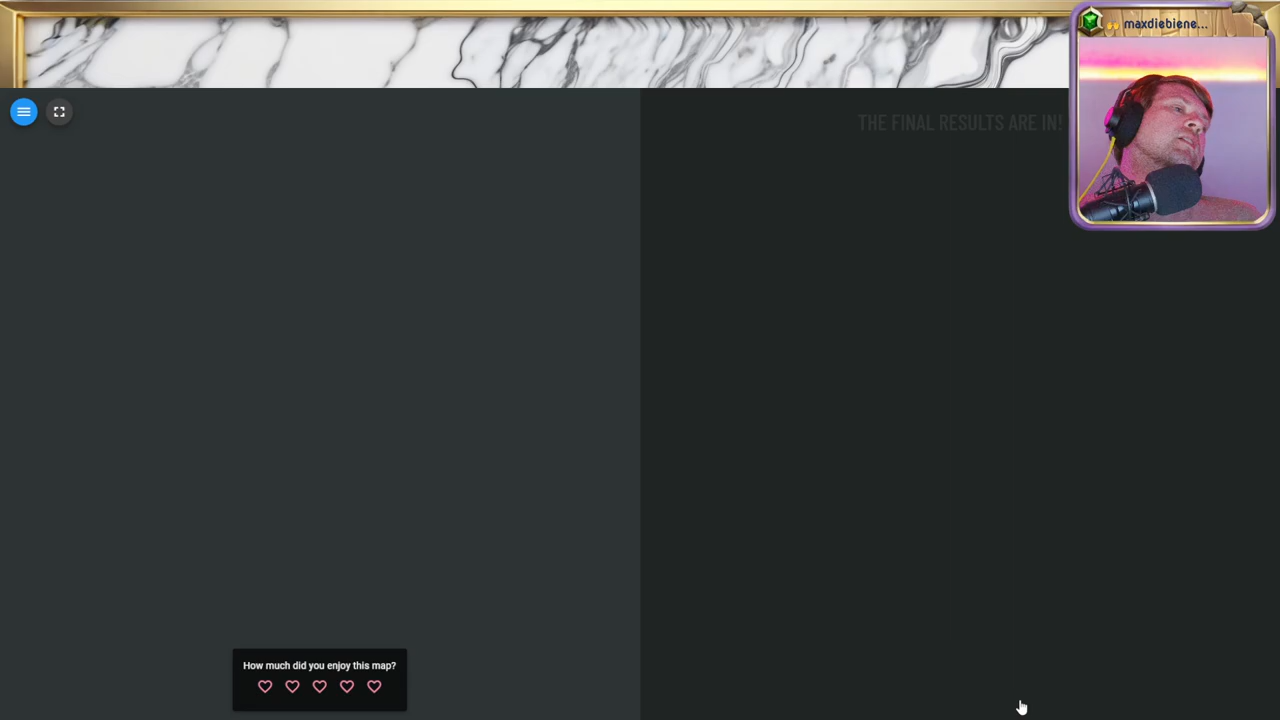 maxdiebiene...
THE FINAL RESULTS ARE IN!
How much did you enjoy this map?